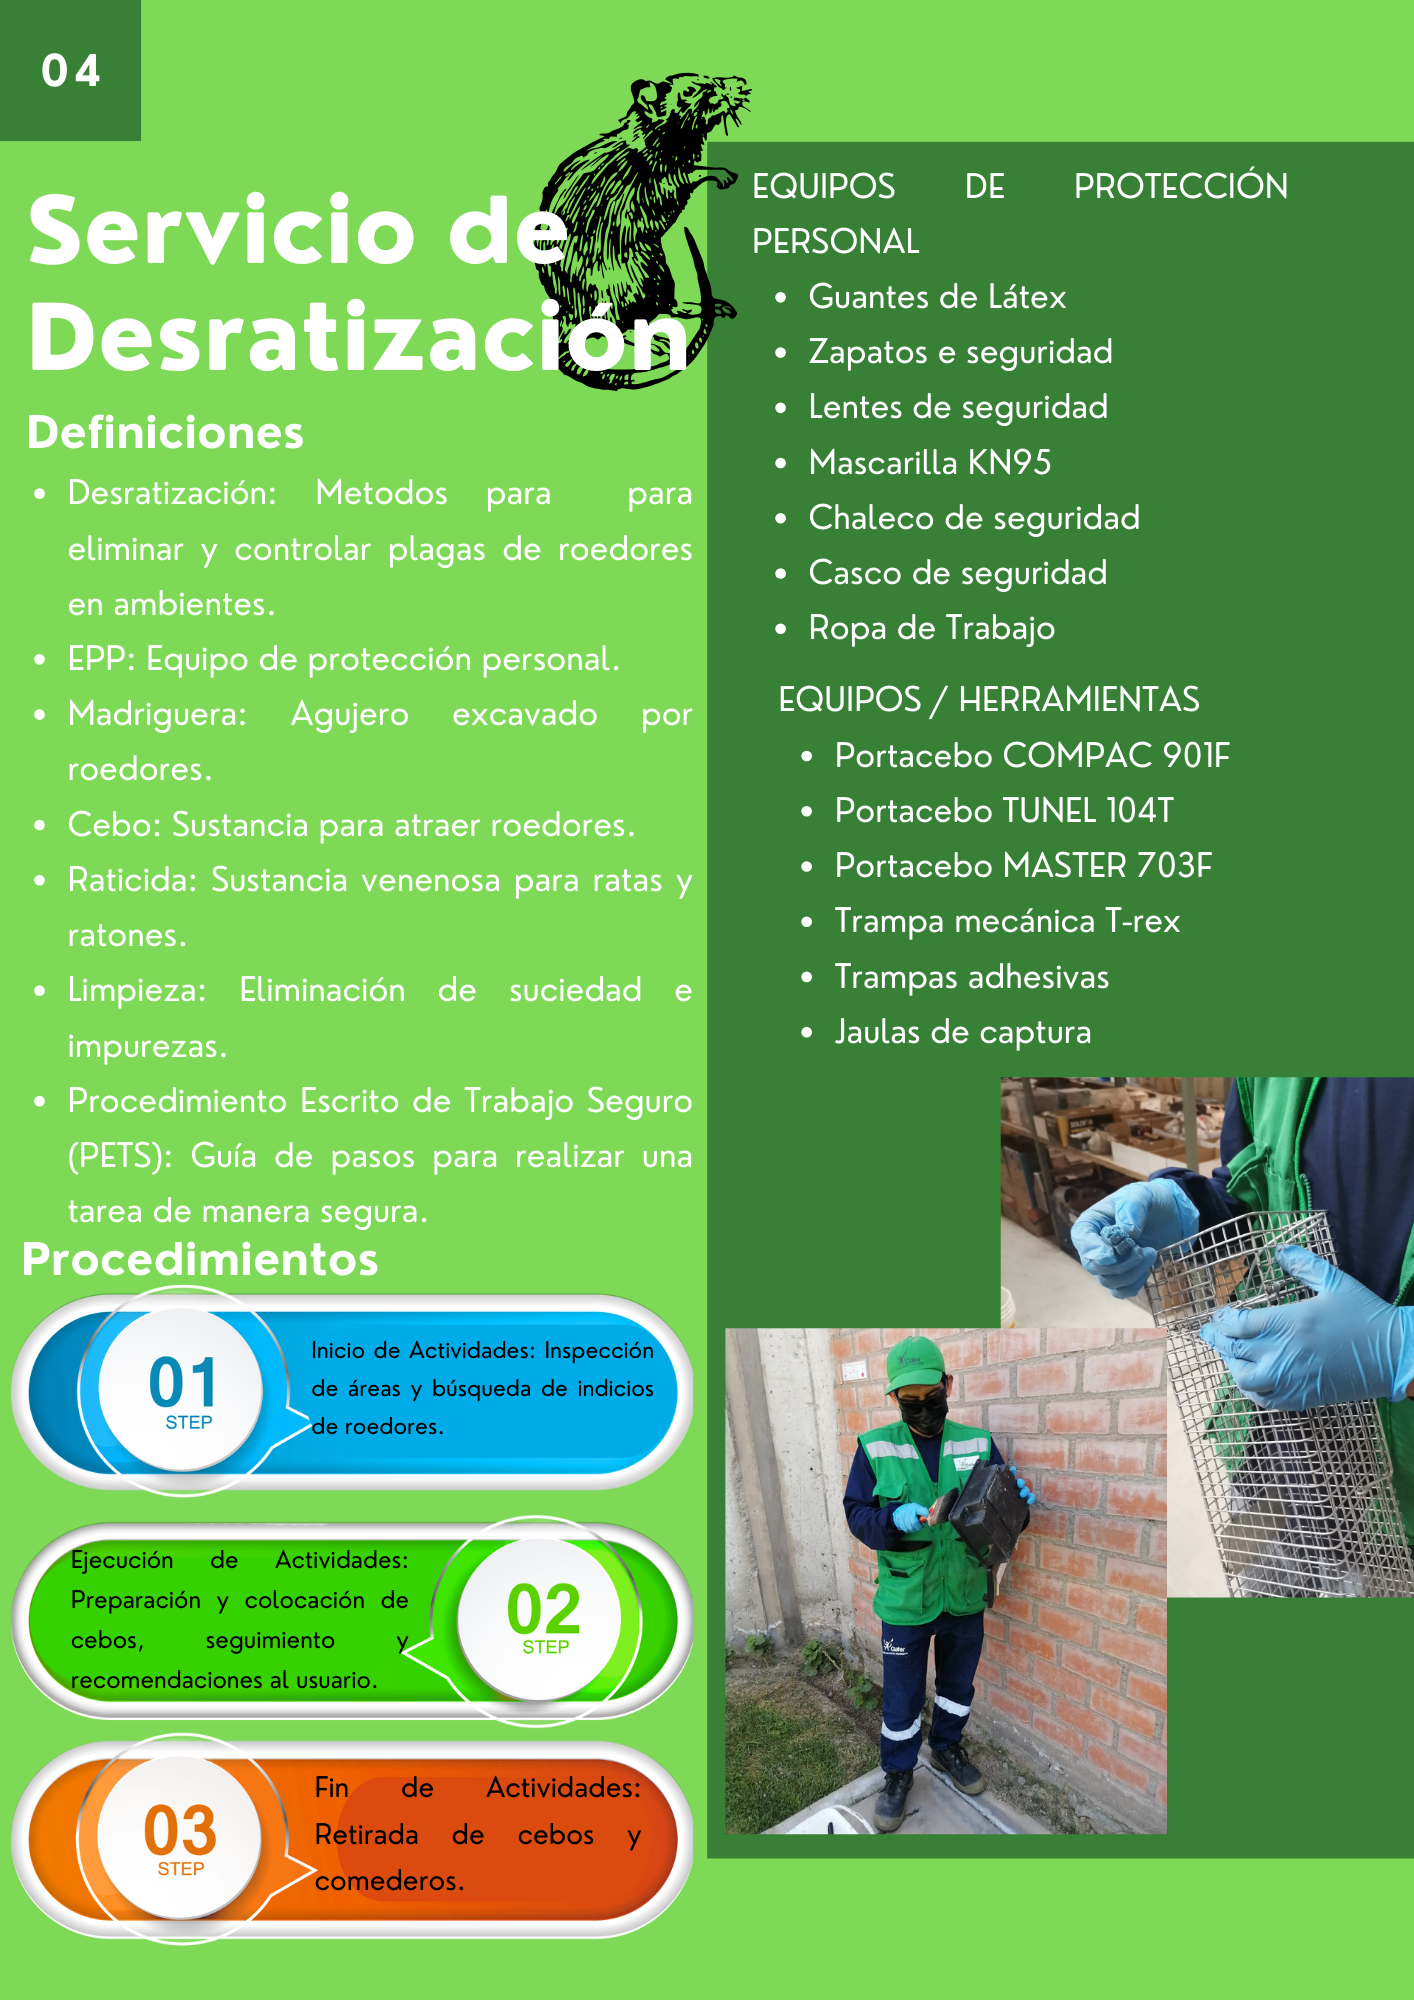 04
Servicio de
Desratización
Definiciones
• Desratización: Metodos para para
eliminar y controlar plagas de roedores
en ambientes.
• EPP: Equipo de protección personal.
• Madriguera: Agujero excavado por
roedores.
• Cebo: Sustancia para atraer roedores.
• Raticida: Sustancia venenosa para ratas y
ratones.
• Limpieza: Eliminación de suciedad e
impurezas.
• Procedimiento Escrito de Trabajo Seguro
(PETS): Guía de pasos para realizar una
tarea de manera segura.
Procedimientos
01
STEP
Inicio de Actividades: Inspección
de áreas y búsqueda de indicios
de roedores.
Ejecución de Actividades:
Preparación y colocación de
cebos, seguimiento y
recomendaciones al usuario.
02
STEP
03
STEP
Fin de Actividades:
Retirada de cebos y
comederos.
EQUIPOS DE PROTECCIÓN
PERSONAL
• Guantes de Látex
• Zapatos e seguridad
• Lentes de seguridad
• Mascarilla KN95
• Chaleco de seguridad
• Casco de seguridad
• Ropa de Trabajo
EQUIPOS / HERRAMIENTAS
• Portacebo COMPAC 901F
• Portacebo TUNEL 104T
• Portacebo MASTER 703F
• Trampa mecánica T-rex
• Trampas adhesivas
• Jaulas de captura